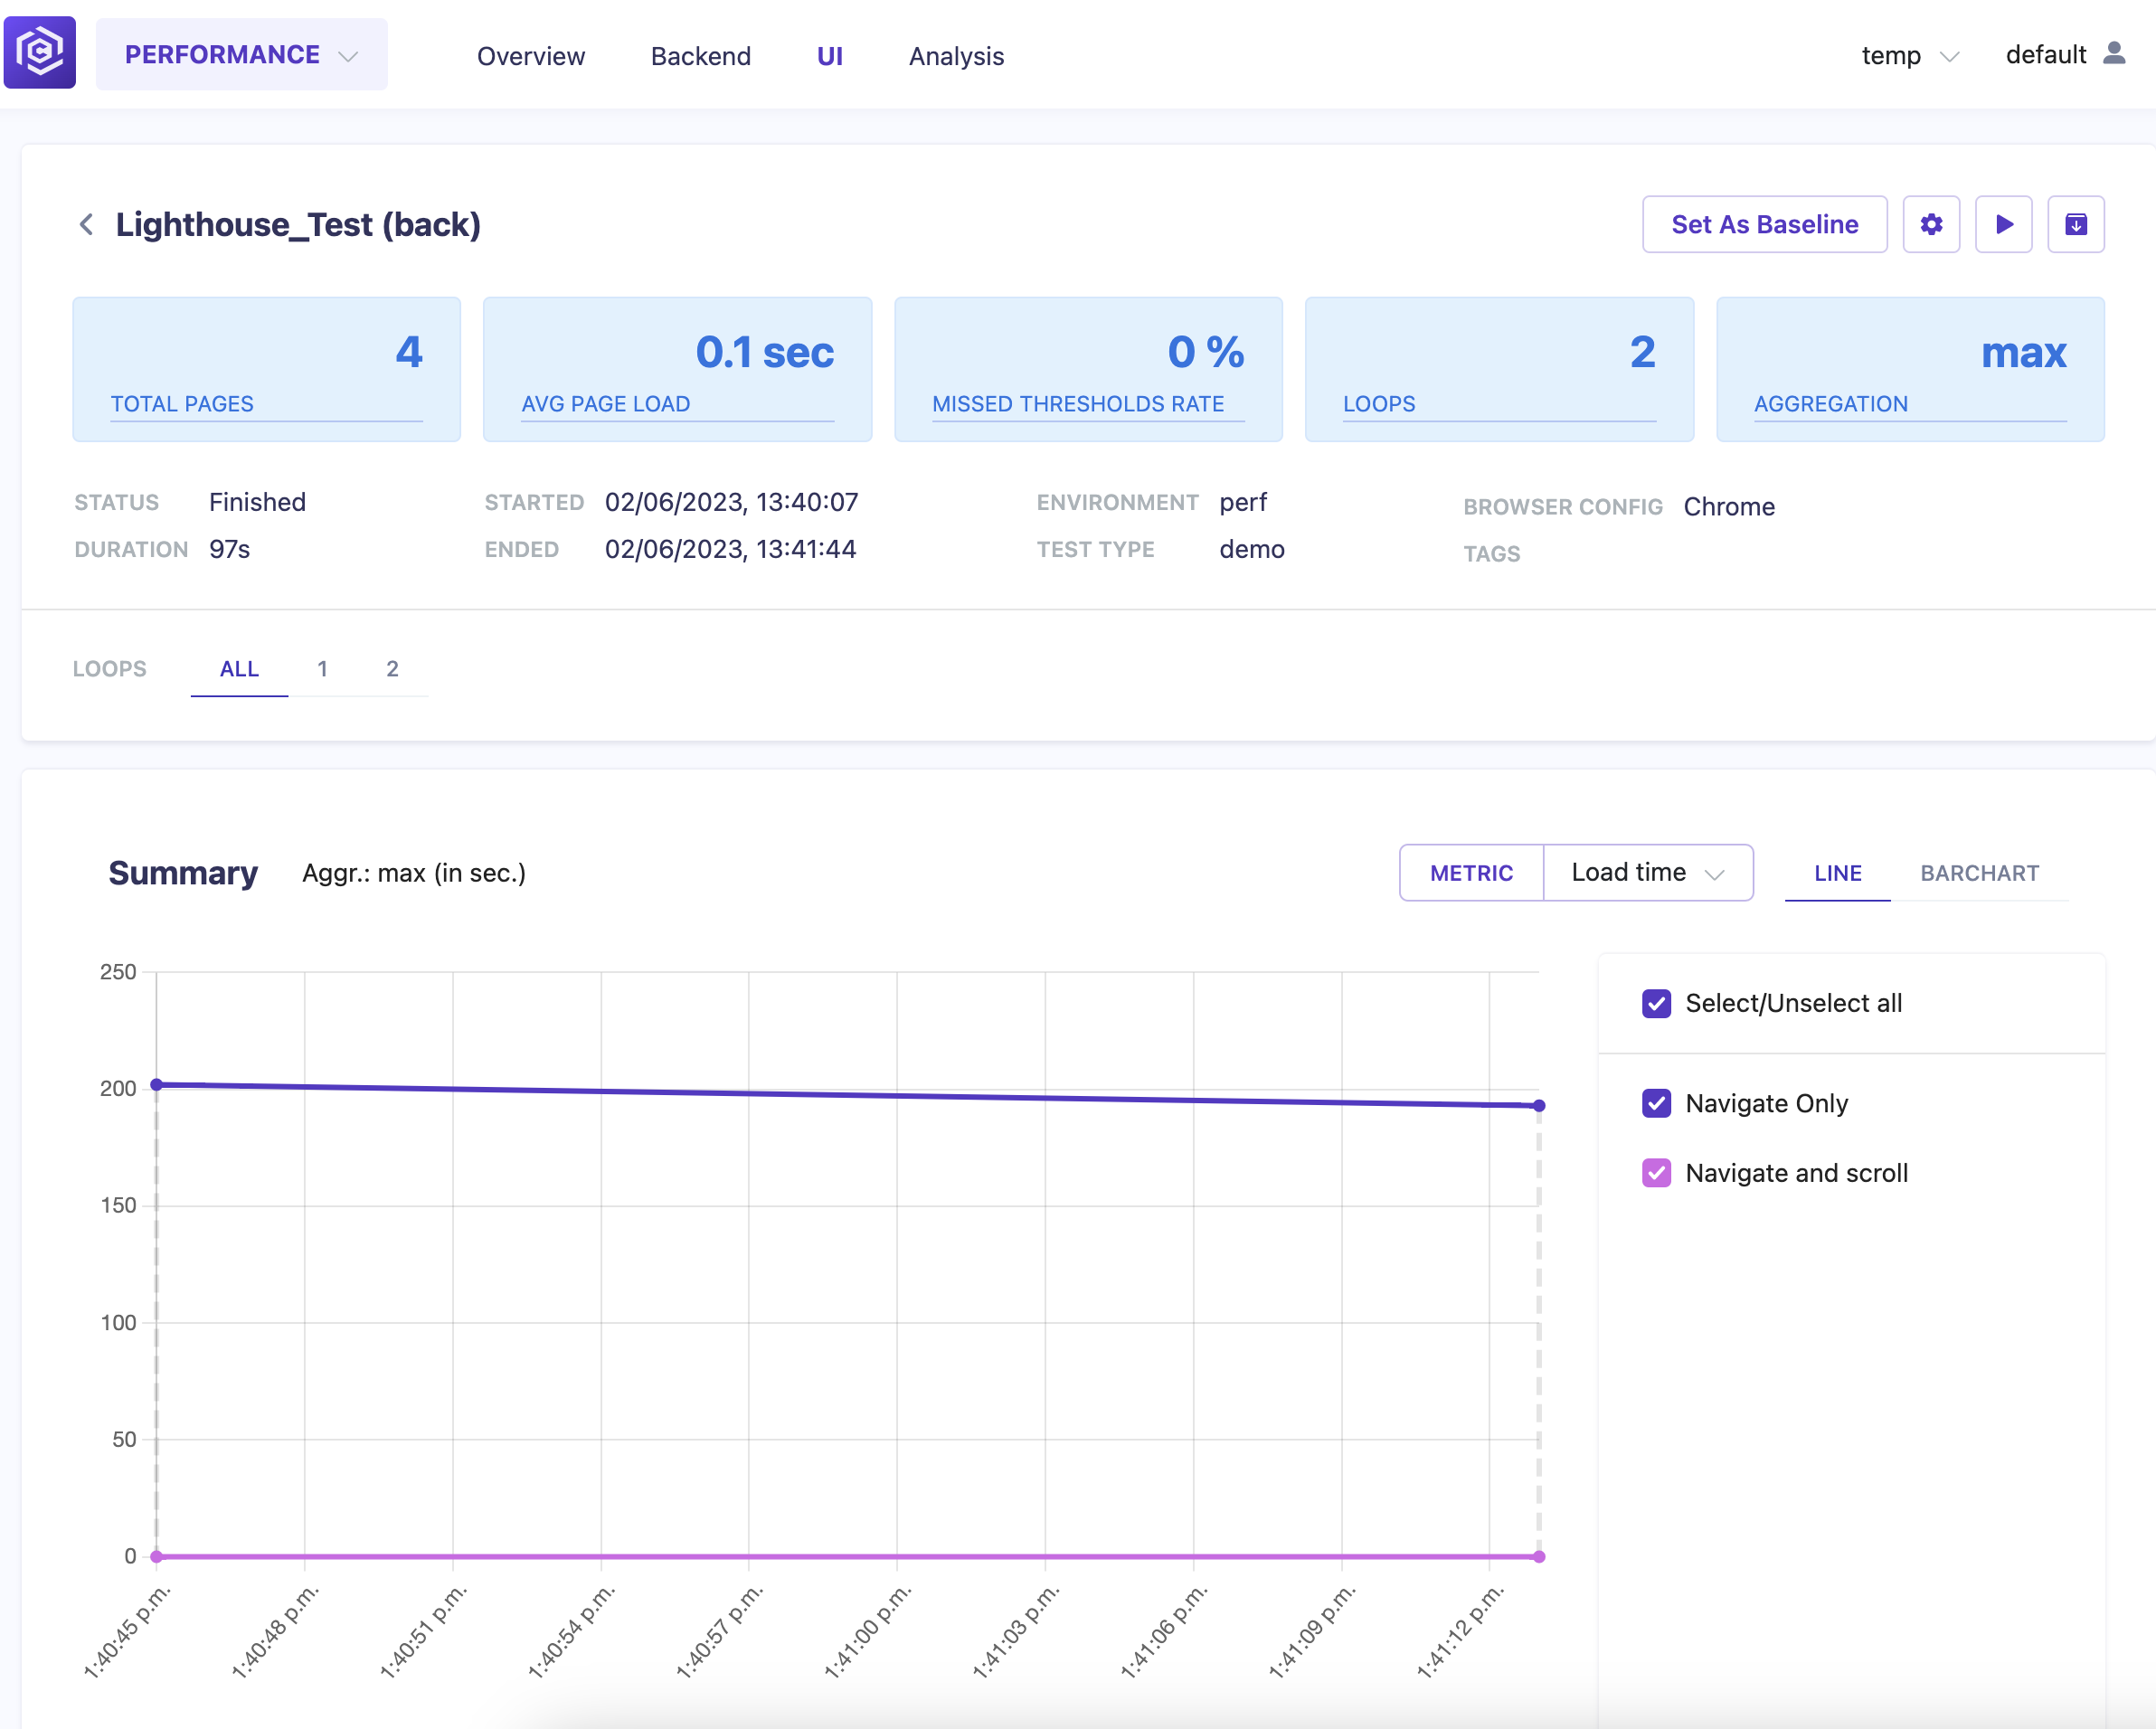 PERFORMANCE Overview Backend UI Analysis temp default
Lighthouse_Test (back) Set As Baseline
4 0.1 sec 0 % 2 max
TOTAL PAGES AVG PAGE LOAD MISSED THRESHOLDS RATE LOOPS AGGREGATION
STATUS Finished STARTED 02/06/2023, 13:40:07 ENVIRONMENT perf BROWSER CONFIG Chrome
DURATION 97s ENDED 02/06/2023, 13:41:44 TEST TYPE demo TAGS
LOOPS ALL 1 2
Summary Aggr.: max (in sec.) METRIC Load time LINE BARCHART
250
200
150
100
50
0
1:40:45 p.m. 1:40:48 p.m. 1:40:51 p.m. 1:40:54 p.m. 1:40:57 p.m. 1:41:00 p.m. 1:41:03 p.m. 1:41:06 p.m. 1:41:09 p.m. 1:41:12 p.m.
Select/Unselect all
Navigate Only
Navigate and scroll